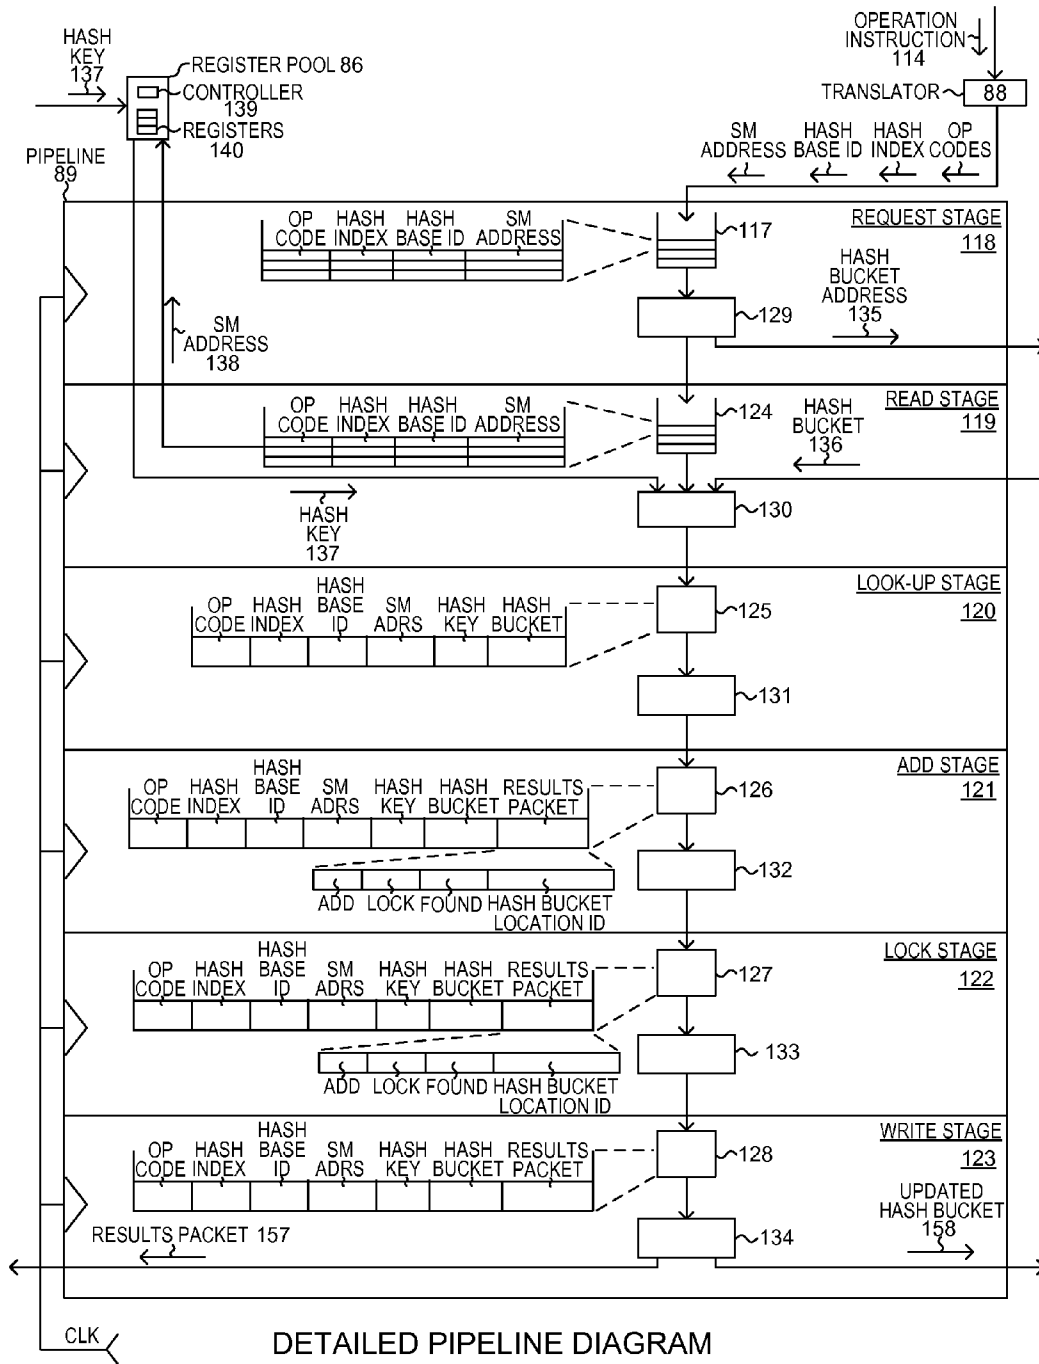 HASH
KEY
137
REGISTER POOL 86
CONTROLLER
139
REGISTERS
140
OPERATION
INSTRUCTION
114
TRANSLATOR
88
SM
ADDRESS
HASH
BASE ID
HASH
INDEX
OP
CODES
PIPELINE
89
REQUEST STAGE
118
OP
CODE
HASH
INDEX
HASH
BASE ID
SM
ADDRESS
117
129
HASH
BUCKET
ADDRESS
135
SM
ADDRESS
138
READ STAGE
119
OP
CODE
HASH
INDEX
HASH
BASE ID
SM
ADDRESS
124
HASH
BUCKET
136
HASH
KEY
137
130
LOOK-UP STAGE
120
OP
CODE
HASH
INDEX
HASH
BASE
ID
SM
ADRS
HASH
KEY
HASH
BUCKET
125
131
ADD STAGE
121
OP
CODE
HASH
INDEX
HASH
BASE
ID
SM
ADRS
HASH
KEY
HASH
BUCKET
RESULTS
PACKET
126
132
ADD
LOCK
FOUND
HASH BUCKET
LOCATION ID
LOCK STAGE
122
OP
CODE
HASH
INDEX
HASH
BASE
ID
SM
ADRS
HASH
KEY
HASH
BUCKET
RESULTS
PACKET
127
133
ADD
LOCK
FOUND
HASH BUCKET
LOCATION ID
WRITE STAGE
123
OP
CODE
HASH
INDEX
HASH
BASE
ID
SM
ADRS
HASH
KEY
HASH
BUCKET
RESULTS
PACKET
128
134
RESULTS PACKET 157
UPDATED
HASH BUCKET
158
CLK
DETAILED PIPELINE DIAGRAM